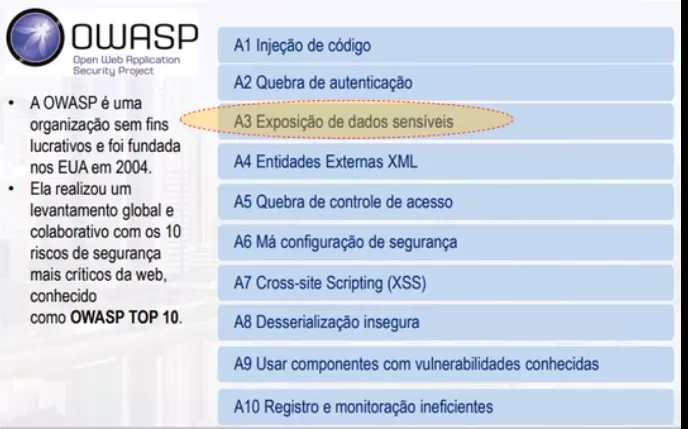 OWASP
Open Web Application
Security Project
• A OWASP é uma
organização sem fins
lucrativos e foi fundada
nos EUA em 2004.
• Ela realizou um
levantamento global e
colaborativo com os 10
riscos de segurança
mais críticos da web,
conhecido
como OWASP TOP 10.
A1 Injeção de código
A2 Quebra de autenticação
A3 Exposição de dados sensíveis
A4 Entidades Externas XML
A5 Quebra de controle de acesso
A6 Má configuração de segurança
A7 Cross-site Scripting (XSS)
A8 Desserialização insegura
A9 Usar componentes com vulnerabilidades conhecidas
A10 Registro e monitoração ineficientes